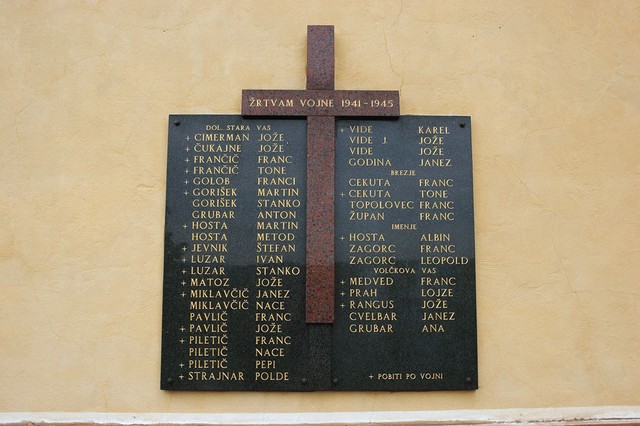 ŽRTVAM VOJNE 1941-1945
DOL. STARA VAS
+ CIMERMAN JOŽE
+ ČUKAJNE JOŽE
+ FRANČIČ FRANC
+ FRANČIČ TONE
+ GOLOB FRANCI
+ GORIŠEK MARTIN
GORIŠEK STANKO
GRUBAR ANTON
+ HOSTA MARTIN
HOSTA METOD
+ JEVNIK ŠTEFAN
+ LUZAR IVAN
+ LUZAR STANKO
+ MATOZ JOŽE
+ MIKLAVČIČ JANEZ
MIKLAVČIČ NACE
PAVLIČ FRANC
+ PAVLIČ JOŽE
+ PILETIČ FRANC
PILETIČ NACE
+ PILETIČ PEPI
+ STRAJNAR POLDE
+ VIDE KAREL
VIDE J. JOŽE
VIDE JOŽE
GODINA JANEZ
BREZJE
CEKUTA FRANC
+ CEKUTA TONE
TOPOLOVEC FRANC
ŽUPAN FRANC
IMENJE
+ HOSTA ALBIN
ZAGORC FRANC
ZAGORC LEOPOLD
VOLČKOVA VAS
+ MEDVED FRANC
+ PRAH LOJZE
+ RANGUS JOŽE
CVELBAR JANEZ
GRUBAR ANA
+ POBITI PO VOJNI